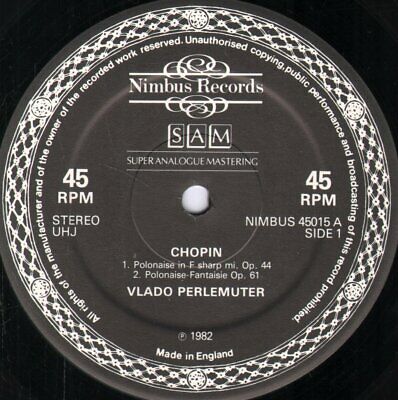 All rights of the manufacturer and of the owner of the recorded work reserved. Unauthorised copying, public performance and broadcasting of this record prohibited.
Nimbus Records
SAM
SUPER ANALOGUE MASTERING
45 RPM
45 RPM
STEREO
UHJ
NIMBUS 45015 A
SIDE 1
CHOPIN
1. Polonaise in F sharp mi, Op. 44
2. Polonaise-Fantaisie Op. 61
VLADO PERLEMUTER
℗ 1982
Made in England